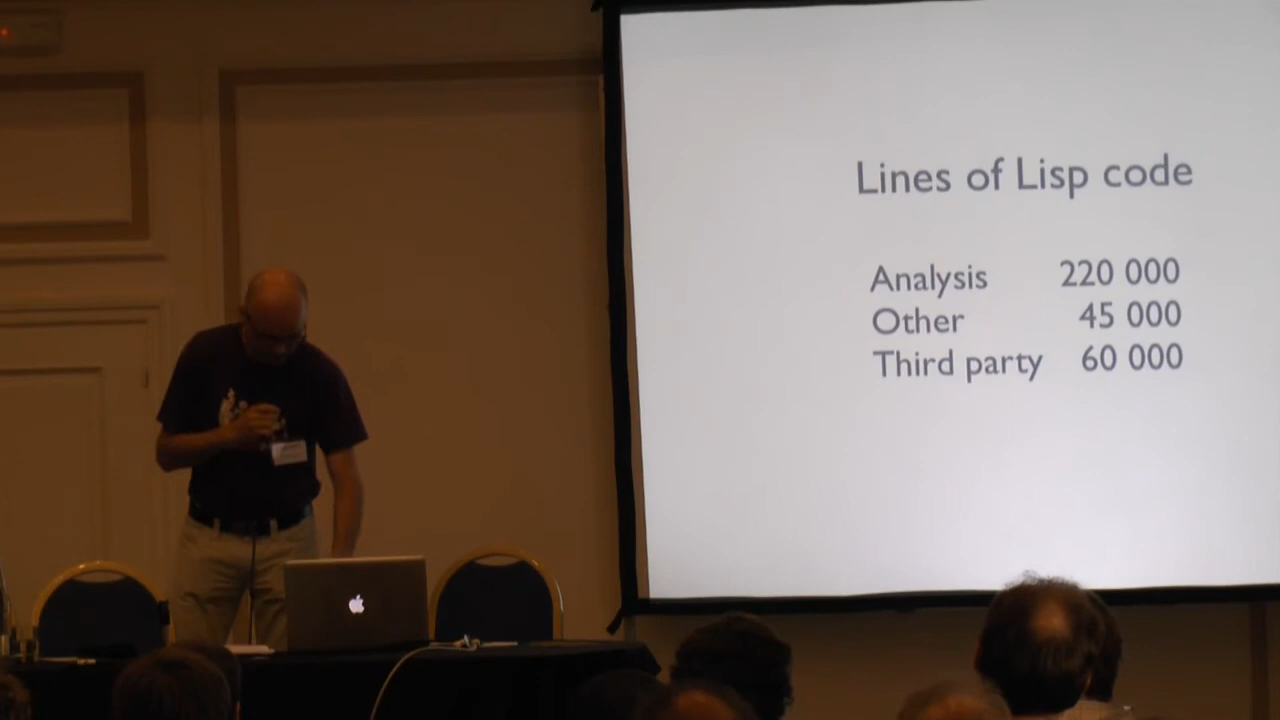 Lines of Lisp code
Analysis 220 000
Other 45 000
Third party 60 000